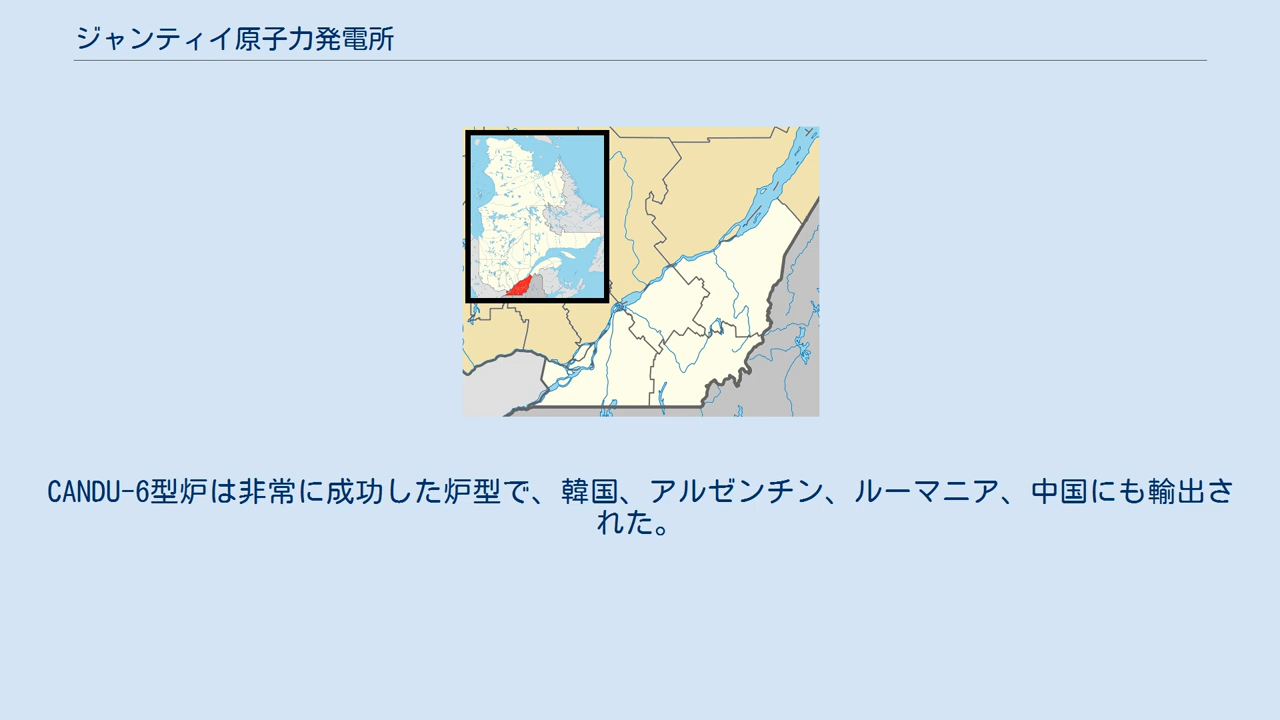 ジャンティイ原子力発電所
CANDU-6型炉は非常に成功した炉型で、韓国、アルゼンチン、ルーマニア、中国にも輸出さ
れた。